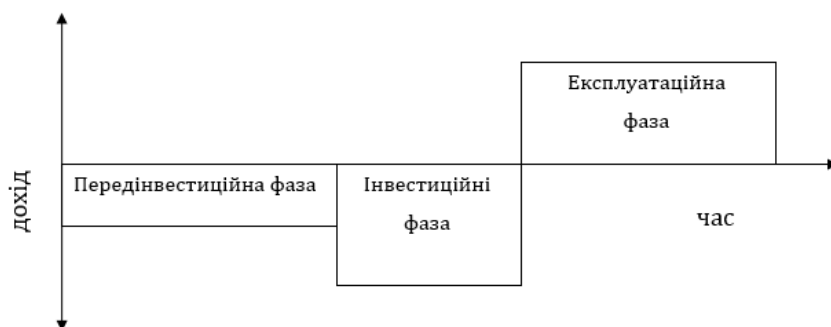 Експлуатаційна
фаза
Передінвестиційна фаза
Інвестиційні
фаза
дохід
час